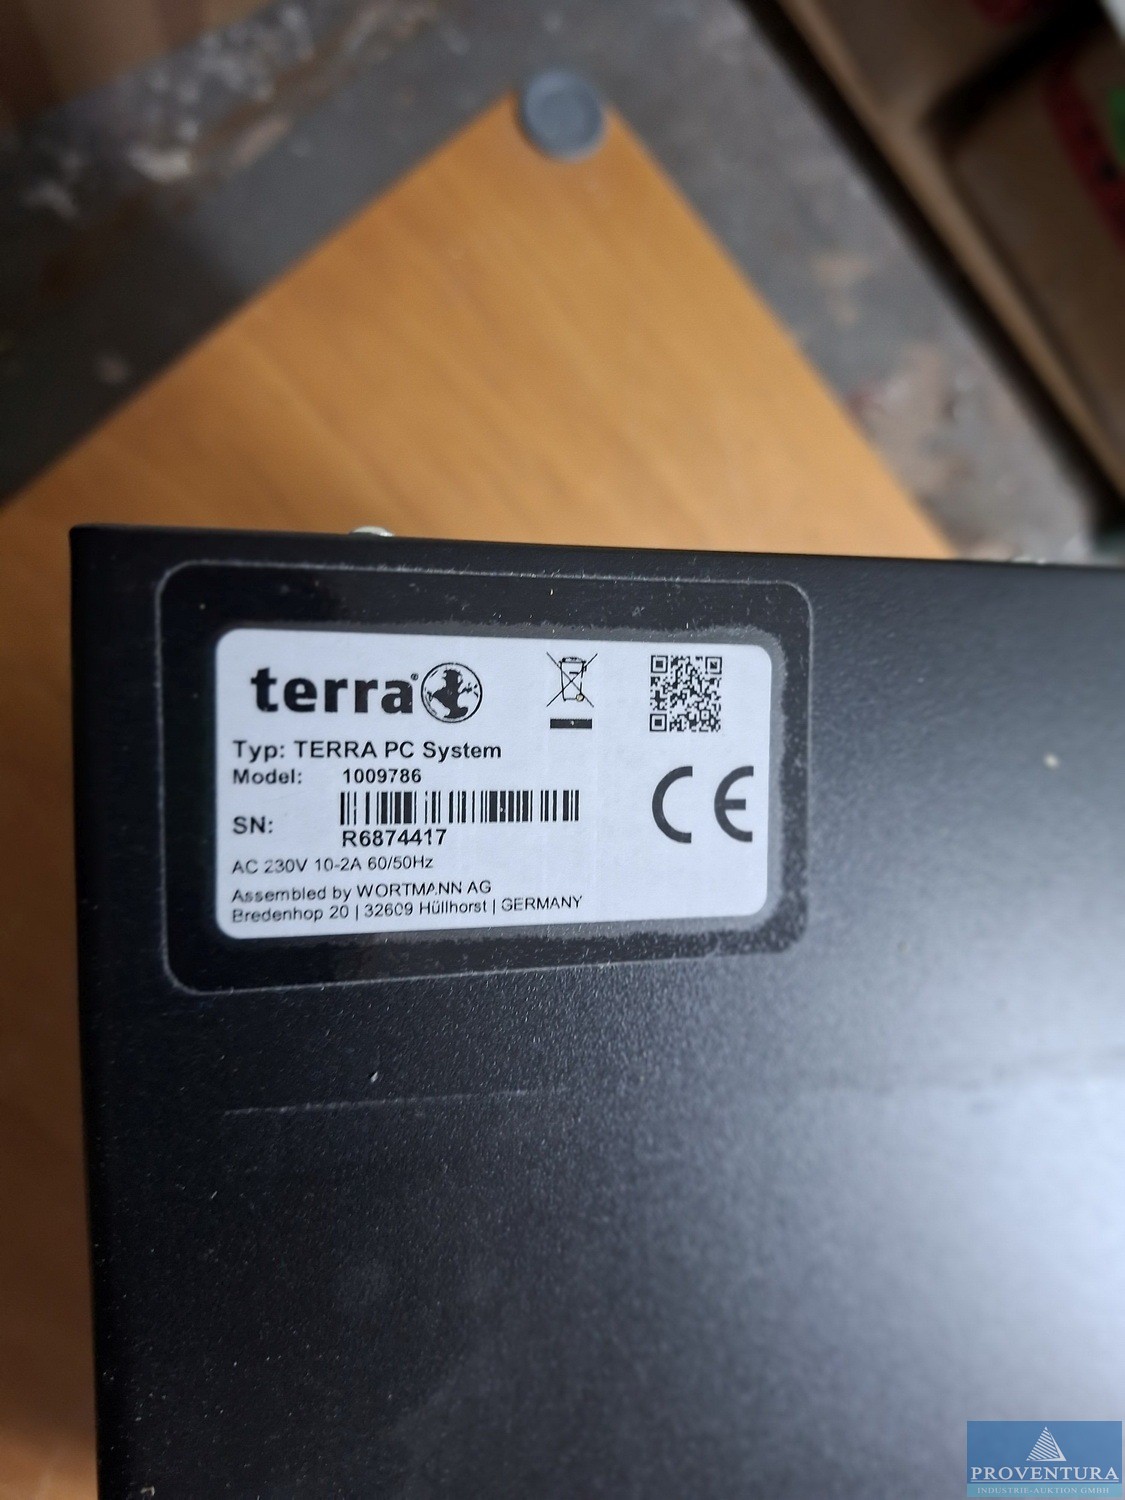 terra®
Typ: TERRA PC System
Model: 1009786
SN: R6874417
AC 230V 10-2A 60/50Hz
Assembled by WORTMANN AG
Bredenhop 20 | 32609 Hüllhorst | GERMANY
CE
PROVENTURA
INDUSTRIE-AUKTION GMBH